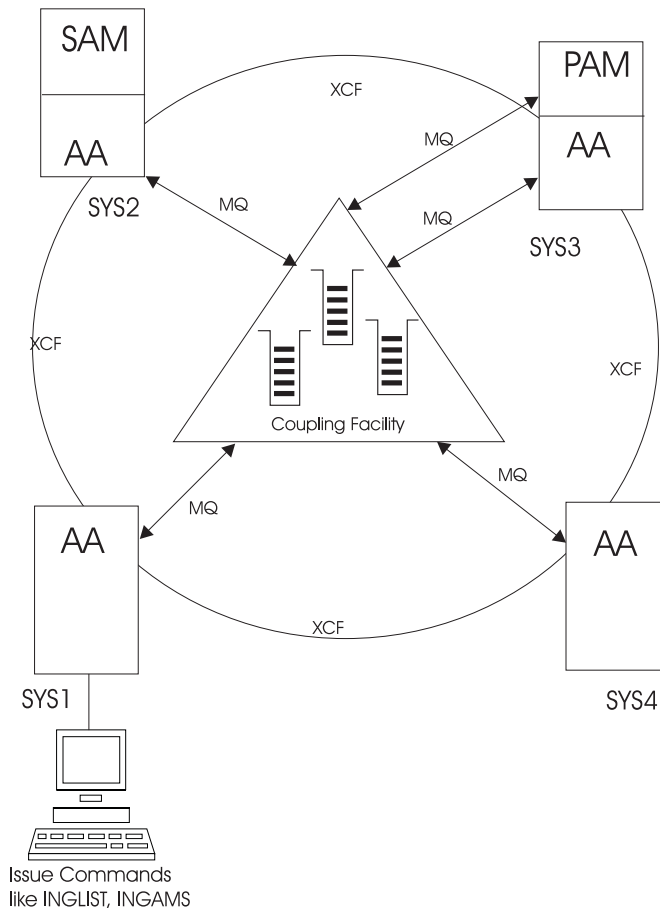 SAM
PAM
XCF
AA
MQ
AA
SYS2
MQ
MQ
SYS3
XCF
XCF
Coupling Facility
AA
MQ
MQ
AA
XCF
SYS1
SYS4
Issue Commands
like INGLIST, INGAMS